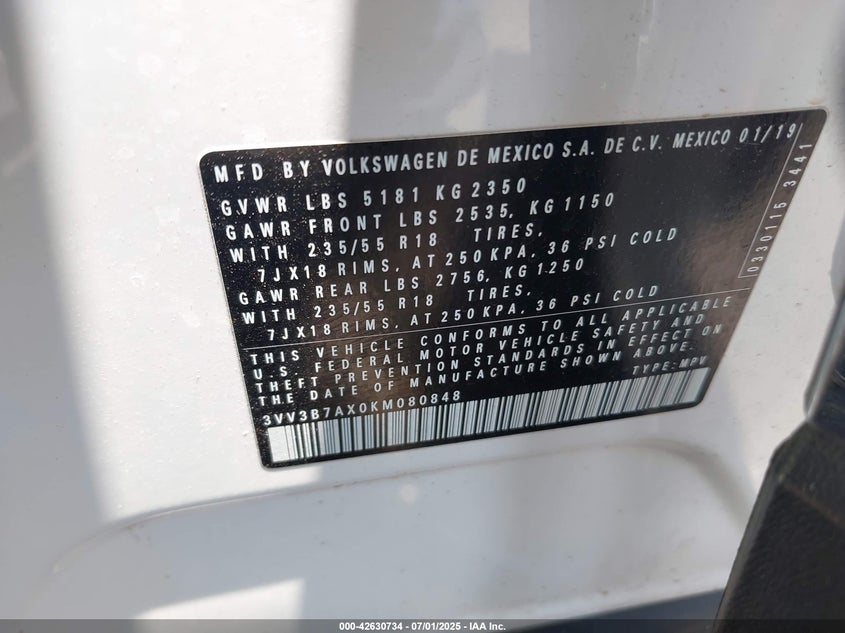 MFD BY VOLKSWAGEN DE MEXICO S.A. DE C.V. MEXICO 01/19
GVWR LBS 5181 KG 2350
GAWR FRONT LBS 2535, KG 1150
WITH 235/55 R18 TIRES,
7JX18 RIMS, AT 250 KPA, 36 PSI COLD
GAWR REAR LBS 2756, KG 1250
WITH 235/55 R18 TIRES,
7JX18 RIMS, AT 250 KPA, 36 PSI COLD
THIS VEHICLE CONFORMS TO ALL APPLICABLE
U.S. FEDERAL MOTOR VEHICLE SAFETY AND
THEFT PREVENTION STANDARDS IN EFFECT ON
THE DATE OF MANUFACTURE SHOWN ABOVE.
3VV3B7AX0KM080848 TYPE: MPV
0330115 3441
000-42630734 - 07/01/2025 - IAA Inc.